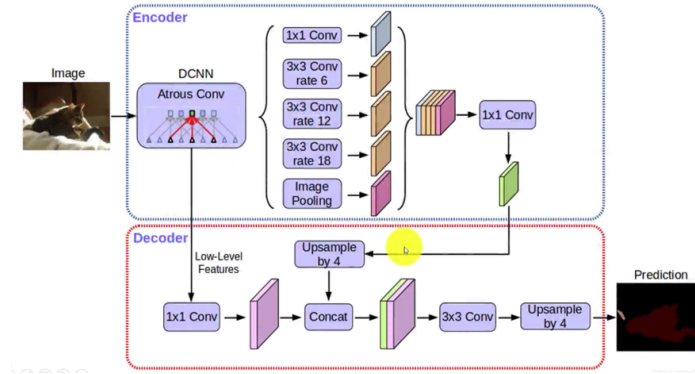 Encoder
Image
DCNN
Atrous Conv
1x1 Conv
3x3 Conv
rate 6
3x3 Conv
rate 12
3x3 Conv
rate 18
Image
Pooling
1x1 Conv
Decoder
Low-Level
Features
Upsample
by 4
1x1 Conv
Concat
3x3 Conv
Upsample
by 4
Prediction